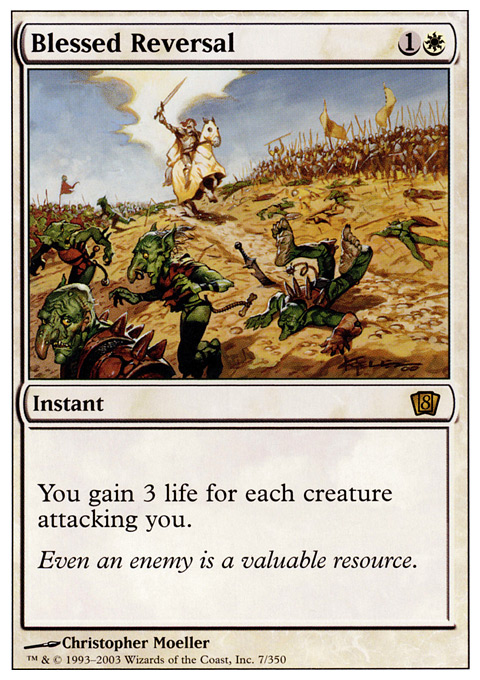 Blessed Reversal 1
Instant 8
You gain 3 life for each creature
attacking you.
Even an enemy is a valuable resource.
Christopher Moeller
™ & © 1993–2003 Wizards of the Coast, Inc. 7/350